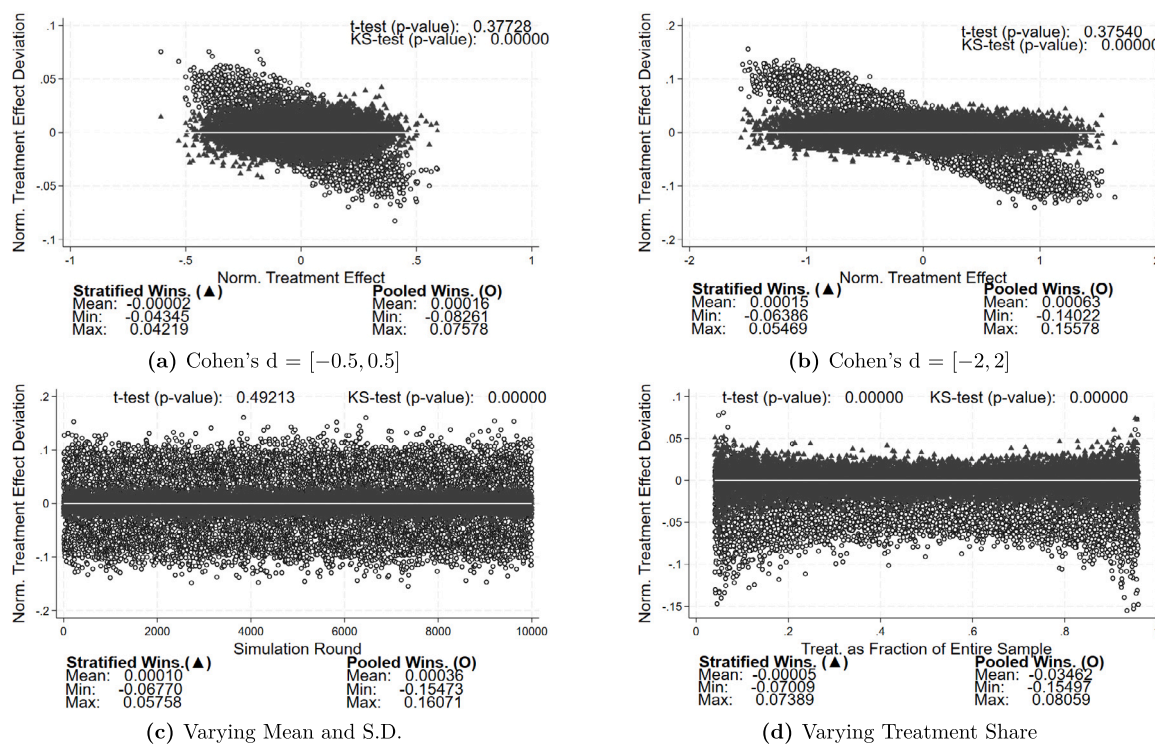 t-test (p-value): 0.37728
KS-test (p-value): 0.00000
Norm. Treatment Effect Deviation
.1
.05
0
-.05
-.1
-1
-.5
0
.5
1
Norm. Treatment Effect
Stratified Wins. (▲)
Mean: -0.00002
Min: -0.04345
Max: 0.04219
Pooled Wins. (O)
Mean: 0.00016
Min: -0.08261
Max: 0.07578
(a) Cohen's d = [−0.5, 0.5]
t-test (p-value): 0.37540
KS-test (p-value): 0.00000
Norm. Treatment Effect Deviation
.2
.1
0
-.1
-.2
-2
-1
0
1
2
Norm. Treatment Effect
Stratified Wins. (▲)
Mean: 0.00015
Min: -0.06386
Max: 0.05469
Pooled Wins. (O)
Mean: 0.00063
Min: -0.14022
Max: 0.15578
(b) Cohen's d = [−2, 2]
t-test (p-value): 0.49213 KS-test (p-value): 0.00000
Norm. Treatment Effect Deviation
.2
.1
0
-.1
-.2
0
2000
4000
6000
8000
10000
Simulation Round
Stratified Wins.(▲)
Mean: 0.00010
Min: -0.06770
Max: 0.05758
Pooled Wins. (O)
Mean: 0.00036
Min: -0.15473
Max: 0.16071
(c) Varying Mean and S.D.
t-test (p-value): 0.00000 KS-test (p-value): 0.00000
Norm. Treatment Effect Deviation
.1
.05
0
-.05
-.1
-.15
0
.2
.4
.6
.8
1
Treat. as Fraction of Entire Sample
Stratified Wins. (▲)
Mean: -0.00005
Min: -0.07009
Max: 0.07389
Pooled Wins. (O)
Mean: -0.03462
Min: -0.15497
Max: 0.08059
(d) Varying Treatment Share